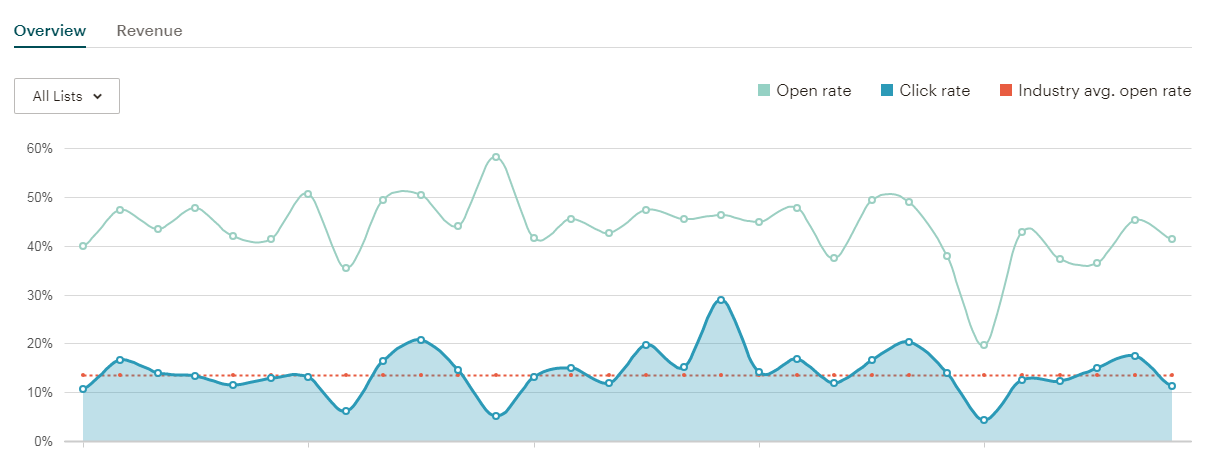 Overview Revenue
All Lists
Open rate Click rate Industry avg. open rate
60%
50%
40%
30%
20%
10%
0%